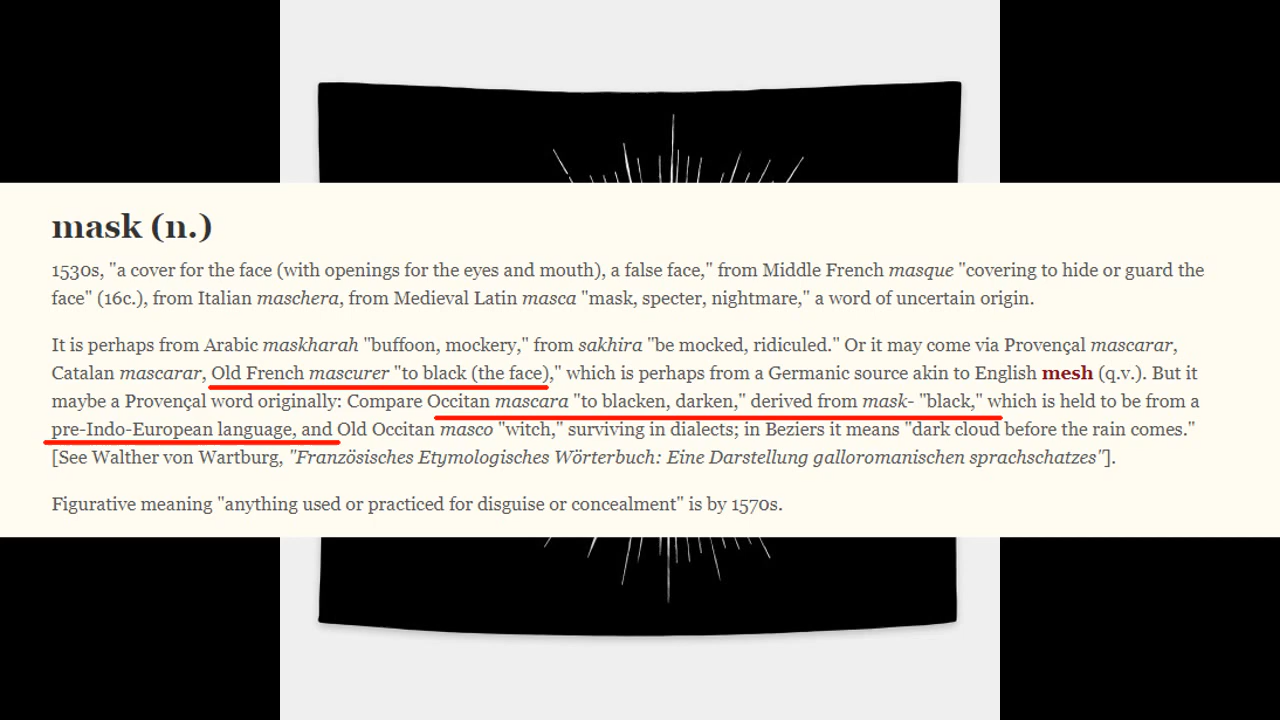 mask (n.)
1530s, "a cover for the face (with openings for the eyes and mouth), a false face," from Middle French masque "covering to hide or guard the
face" (16c.), from Italian maschera, from Medieval Latin masca "mask, specter, nightmare," a word of uncertain origin.
It is perhaps from Arabic maskharah "buffoon, mockery," from sakhira "be mocked, ridiculed." Or it may come via Provençal mascarar,
Catalan mascarar, Old French mascurer "to black (the face)," which is perhaps from a Germanic source akin to English mesh (q.v.). But it
maybe a Provençal word originally: Compare Occitan mascara "to blacken, darken," derived from mask- "black," which is held to be from a
pre-Indo-European language, and Old Occitan masco "witch," surviving in dialects; in Beziers it means "dark cloud before the rain comes."
[See Walther von Wartburg, "Französisches Etymologisches Wörterbuch: Eine Darstellung galloromanischen sprachschatzes"].
Figurative meaning "anything used or practiced for disguise or concealment" is by 1570s.